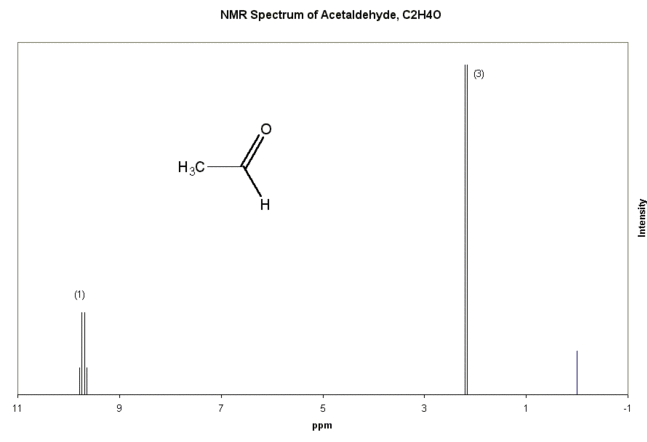 NMR Spectrum of Acetaldehyde, C2H4O
(3)
O
H3C
H
(1)
Intensity
11 9 7 5 3 1 -1
ppm